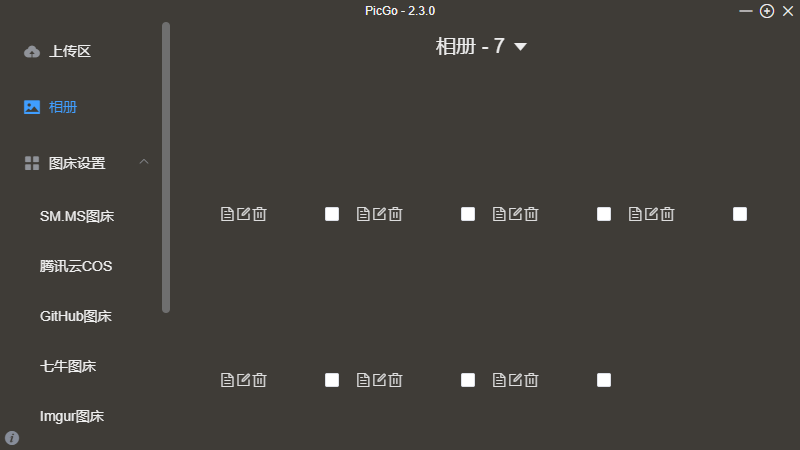 PicGo - 2.3.0
上传区
相册 - 7
相册
图床设置
SM.MS图床
腾讯云COS
GitHub图床
七牛图床
Imgur图床